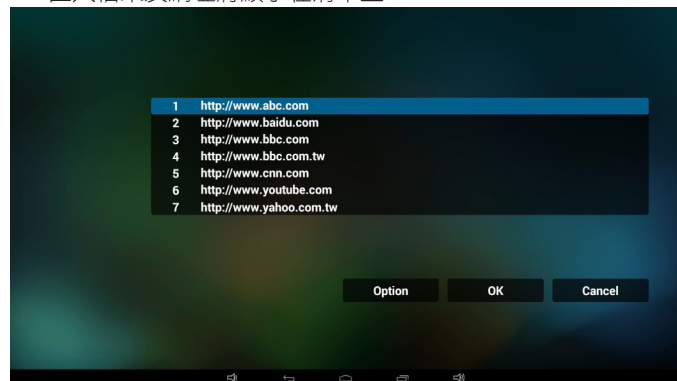 1 http://www.abc.com
2 http://www.baidu.com
3 http://www.bbc.com
4 http://www.bbc.com.tw
5 http://www.cnn.com
6 http://www.youtube.com
7 http://www.yahoo.com.tw
Option OK Cancel